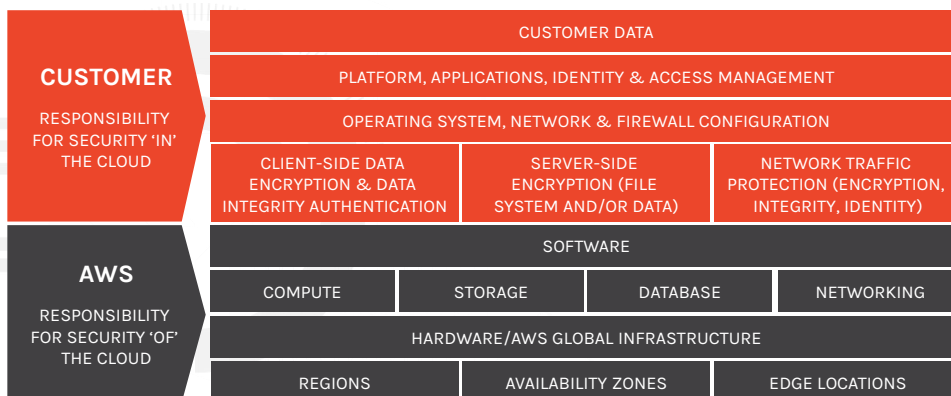 CUSTOMER
RESPONSIBILITY
FOR SECURITY ‘IN’
THE CLOUD
CUSTOMER DATA
PLATFORM, APPLICATIONS, IDENTITY & ACCESS MANAGEMENT
OPERATING SYSTEM, NETWORK & FIREWALL CONFIGURATION
CLIENT-SIDE DATA
ENCRYPTION & DATA
INTEGRITY AUTHENTICATION
SERVER-SIDE
ENCRYPTION (FILE
SYSTEM AND/OR DATA)
NETWORK TRAFFIC
PROTECTION (ENCRYPTION,
INTEGRITY, IDENTITY)
AWS
RESPONSIBILITY
FOR SECURITY ‘OF’
THE CLOUD
SOFTWARE
COMPUTE
STORAGE
DATABASE
NETWORKING
HARDWARE/AWS GLOBAL INFRASTRUCTURE
REGIONS
AVAILABILITY ZONES
EDGE LOCATIONS